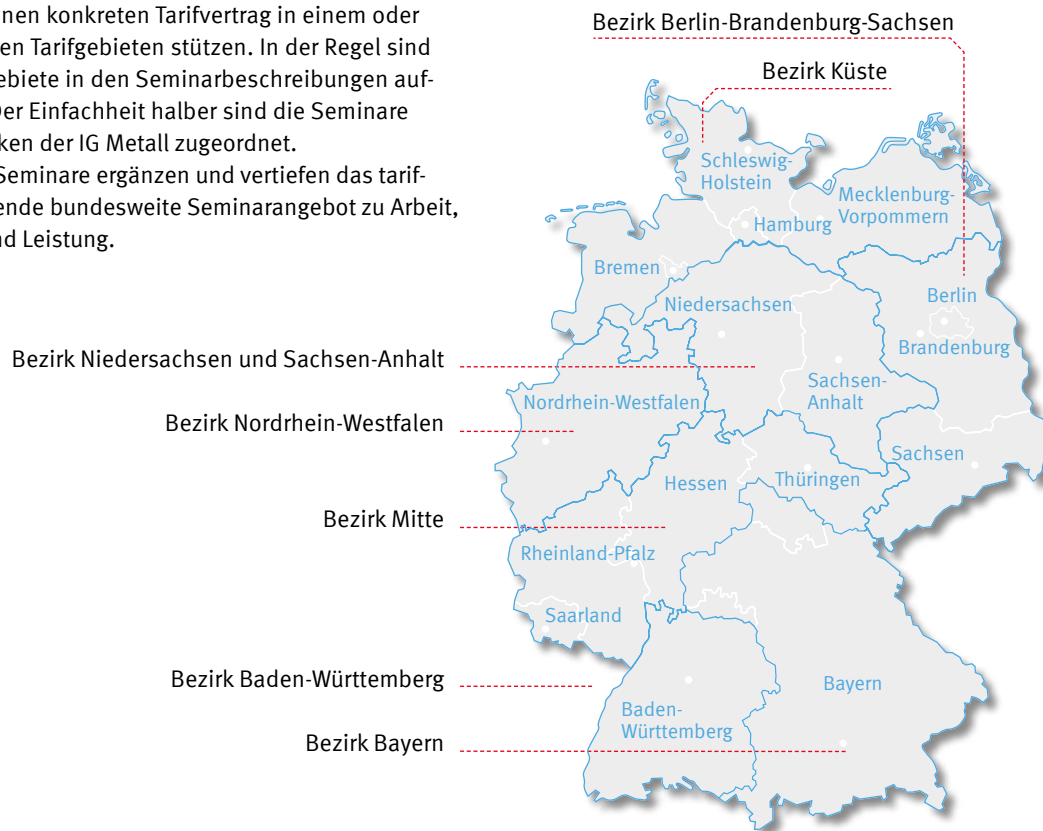 nen konkreten Tarifvertrag in einem oder
en Tarifgebieten stützen. In der Regel sind
ebiete in den Seminarbeschreibungen auf-
er Einfachheit halber sind die Seminare
ken der IG Metall zugeordnet.
Seminare ergänzen und vertiefen das tarif-
ende bundesweite Seminarangebot zu Arbeit,
d Leistung.
Bezirk Berlin-Brandenburg-Sachsen
Bezirk Küste
Schleswig-
Holstein
Mecklenburg-
Vorpommern
Hamburg
Bremen
Niedersachsen
Berlin
Brandenburg
Bezirk Niedersachsen und Sachsen-Anhalt
Sachsen-
Anhalt
Nordrhein-Westfalen
Bezirk Nordrhein-Westfalen
Sachsen
Hessen
Thüringen
Bezirk Mitte
Rheinland-Pfalz
Saarland
Bezirk Baden-Württemberg
Bayern
Baden-
Württemberg
Bezirk Bayern